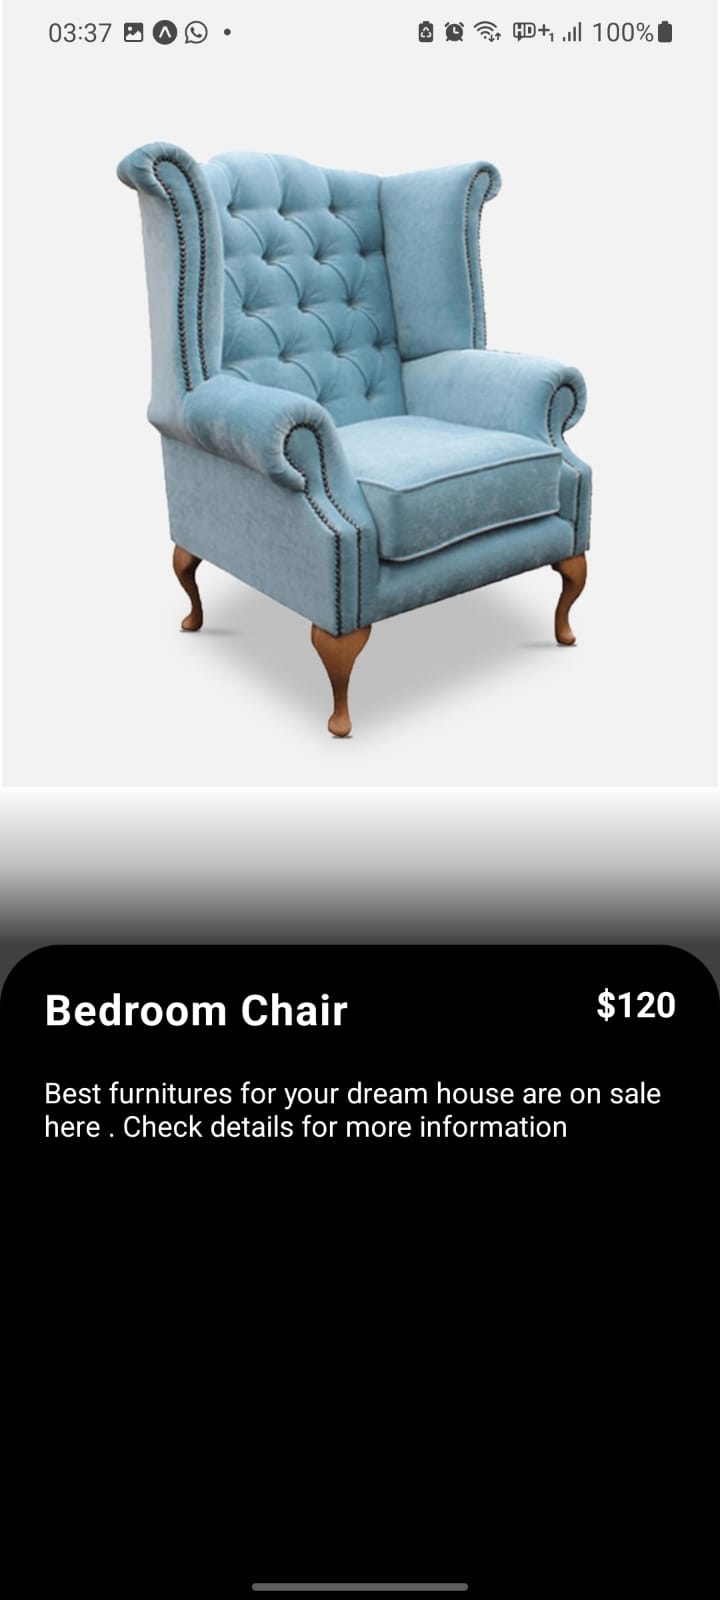 03:37 HD+1 100%
Bedroom Chair $120
Best furnitures for your dream house are on sale
here . Check details for more information